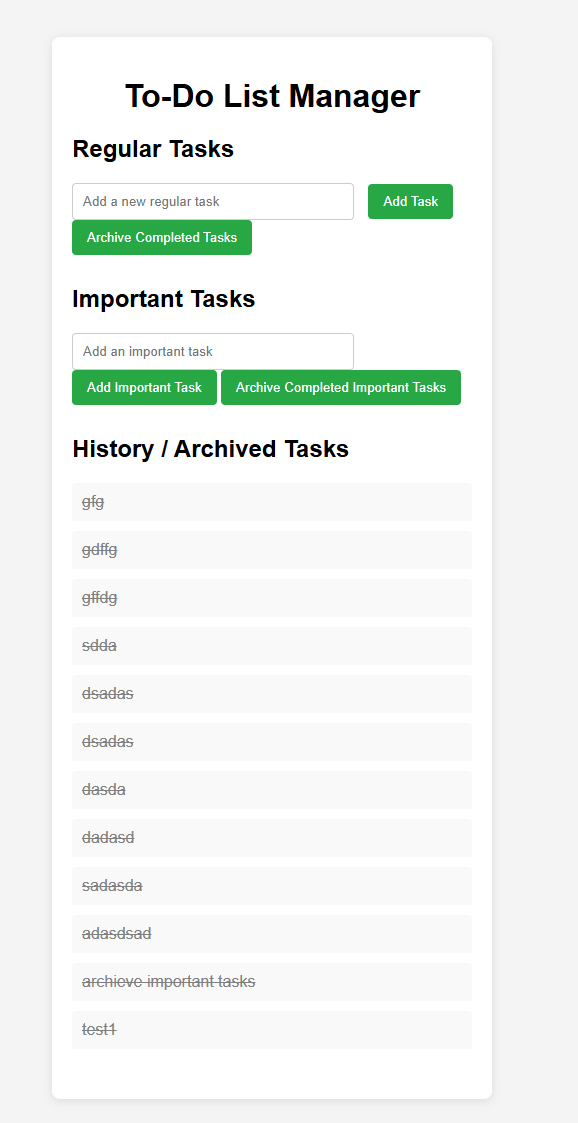 To-Do List Manager
Regular Tasks
Add a new regular task Add Task
Archive Completed Tasks
Important Tasks
Add an important task
Add Important Task Archive Completed Important Tasks
History / Archived Tasks
gfg
gdffg
gffdg
sdda
dsadas
dsadas
dasda
dadasd
sadasda
adasdsad
archieve important tasks
test1